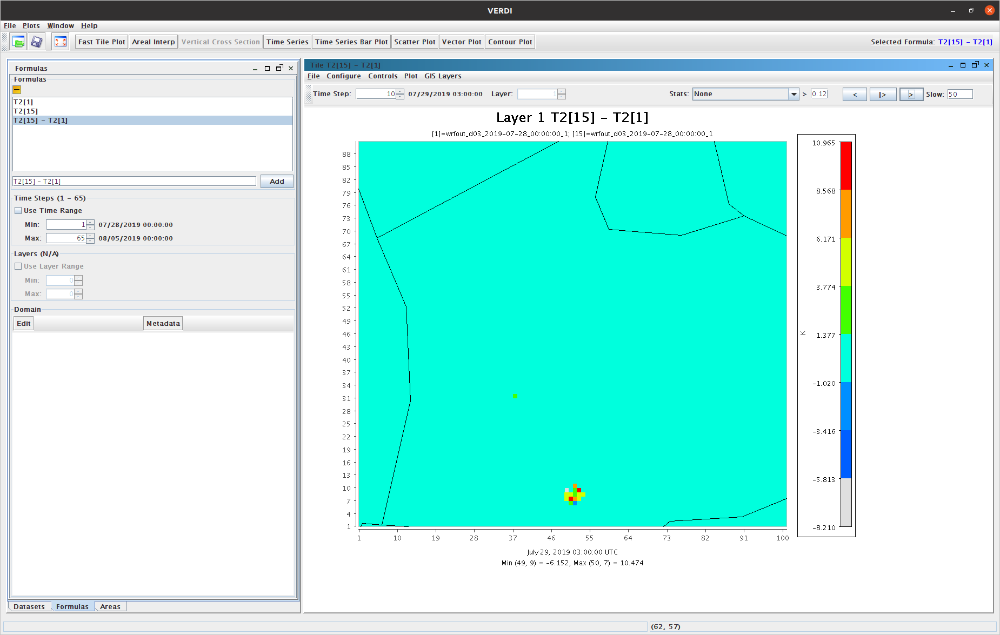 VERDI
File Plots Window Help
Fast Tile Plot Areal Interp Vertical Cross Section Time Series Time Series Bar Plot Scatter Plot Vector Plot Contour Plot Selected Formula: T2[15] - T2[1]
Formulas
Formulas
T2[1]
T2[15]
T2[15] - T2[1]
T2[15] - T2[1] Add
Time Steps (1 - 65)
Use Time Range
Min: 1 07/28/2019 00:00:00
Max: 65 08/05/2019 00:00:00
Layers (N/A)
Use Layer Range
Min: 0
Max: 0
Domain
Edit Metadata
Datasets Formulas Areas
Tile T2[15] - T2[1]
File Configure Controls Plot GIS Layers
Time Step: 10 07/29/2019 03:00:00 Layer: 1 Stats: None > 0.12 < |> > Slow: 50
Layer 1 T2[15] - T2[1]
[1]=wrfout_d03_2019-07-28_00:00:00_1; [15]=wrfout_d03_2019-07-28_00:00:00_1
88
85
82
79
76
73
70
67
64
61
58
55
52
49
46
43
40
37
34
31
28
25
22
19
16
13
10
7
4
1
1 10 19 28 37 46 55 64 73 82 91 100
July 29, 2019 03:00:00 UTC
Min (49, 9) = -6.152, Max (50, 7) = 10.474
10.965
8.568
6.171
3.774
K
1.377
-1.020
-3.416
-5.813
-8.210
(62, 57)